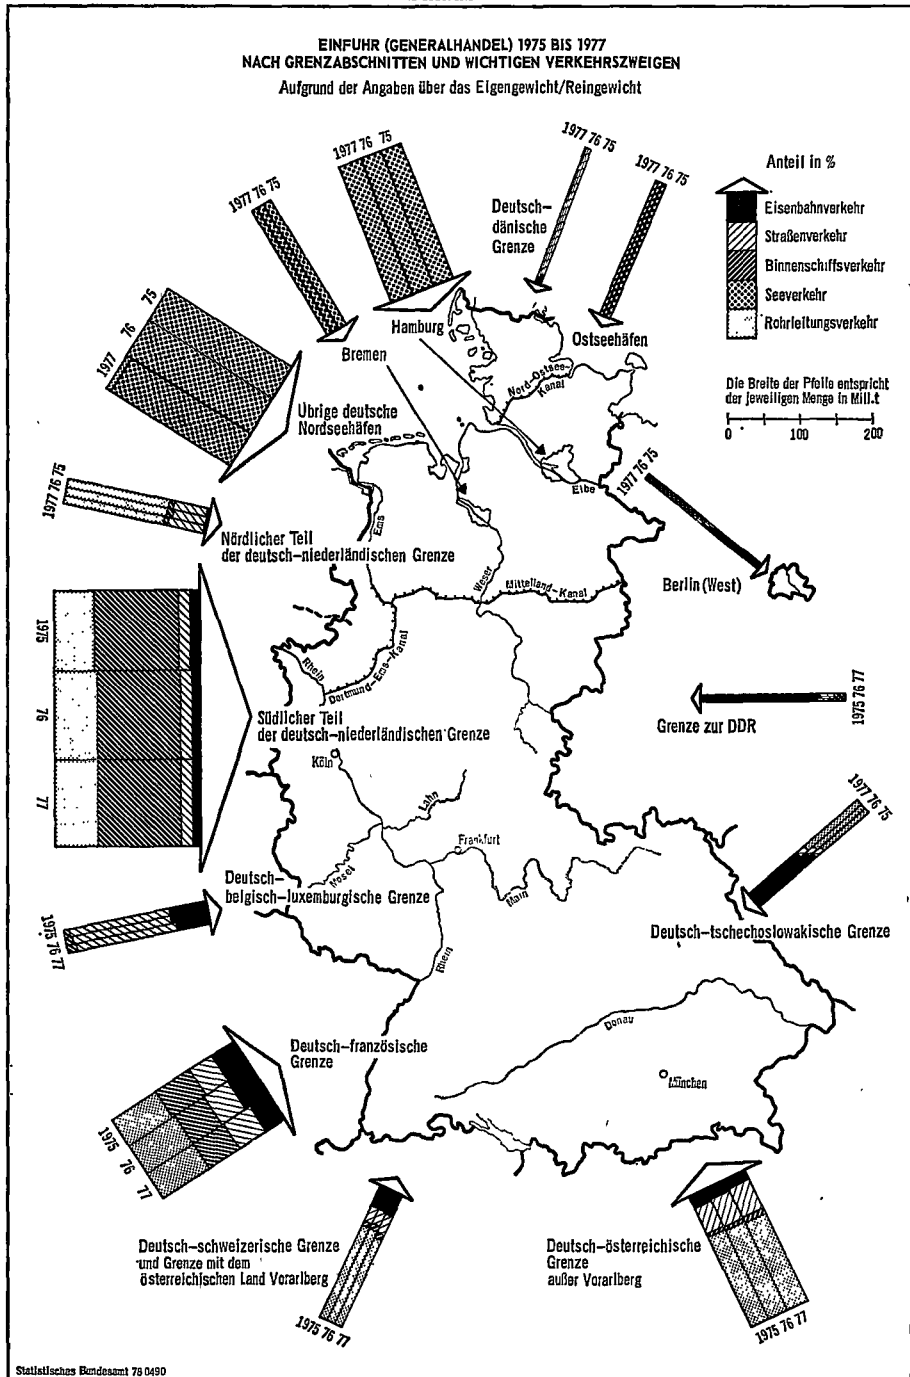 EINFUHR (GENERALHANDEL) 1975 BIS 1977
NACH GRENZABSCHNITTEN UND WICHTIGEN VERKEHRSZWEIGEN
Aufgrund der Angaben über das Eigengewicht/Reingewicht
1977 76 75
1977 76 75
1977 76 75
1977 76 75
Anteil in %
Eisenbahnverkehr
Straßenverkehr
Binnenschiffsverkehr
Seeverkehr
Rohrleitungsverkehr
Die Breite der Pfeile entspricht
der jeweiligen Menge in Mill.t
0 100 200
Deutsch-
dänische
Grenze
Hamburg
Ostseehäfen
Bremen
Nord-Ostsee-
Kanal
1977 76 75
Übrige deutsche
Nordseehäfen
1977 76 75
Elbe
Ems
1977 76 75
Nördlicher Teil
der deutsch-niederländischen Grenze
Weser
Mittelland-Kanal
Berlin (West)
1975
76
77
Rhein
Dortmund-Ems-Kanal
Südlicher Teil
der deutsch-niederländischen Grenze
Köln
1975 76 77
Grenze zur DDR
Lahn
Frankfurt
Mosel
Main
1977 76 75
Deutsch-
belgisch-luxemburgische Grenze
1975 76 77
Deutsch-tschechoslowakische Grenze
Rhein
Donau
Deutsch-französische
Grenze
München
1975
76
77
Deutsch-schweizerische Grenze
und Grenze mit dem
österreichischen Land Vorarlberg
1975 76 77
Deutsch-österreichische
Grenze
außer Vorarlberg
1975 76 77
Statistisches Bundesamt 78 0490